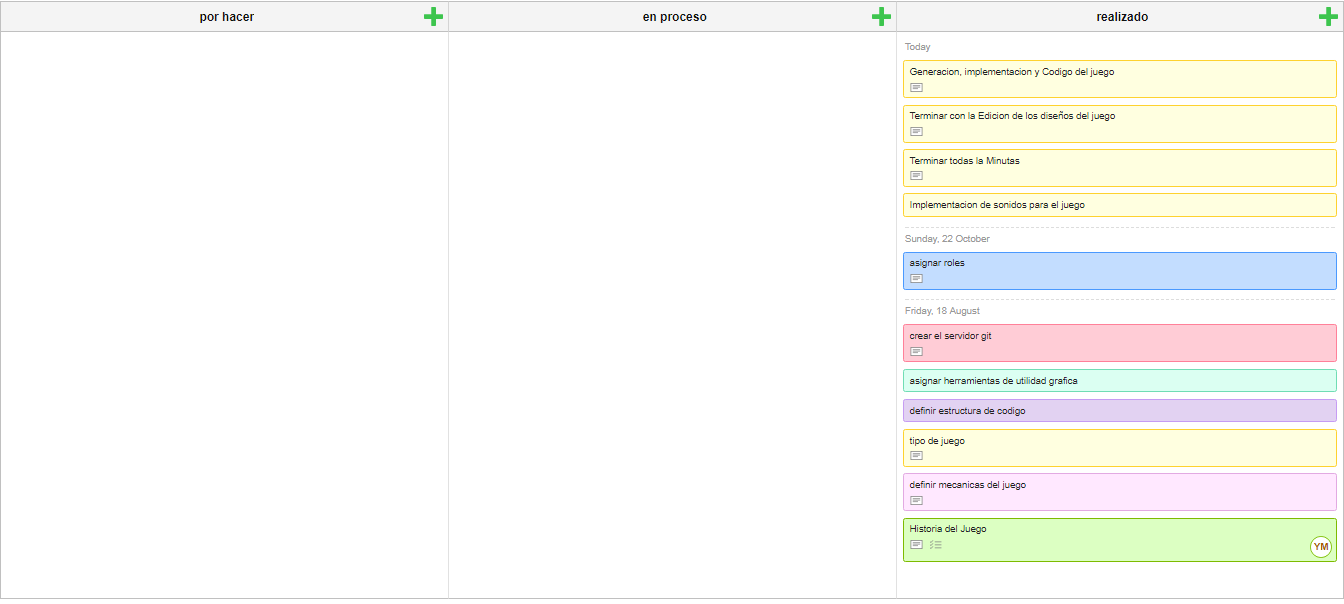 por hacer
en proceso
realizado
Today
Generacion, implementacion y Codigo del juego
Terminar con la Edicion de los diseños del juego
Terminar todas la Minutas
Implementacion de sonidos para el juego
Sunday, 22 October
asignar roles
Friday, 18 August
crear el servidor git
asignar herramientas de utilidad grafica
definir estructura de codigo
tipo de juego
definir mecanicas del juego
Historia del Juego
YM